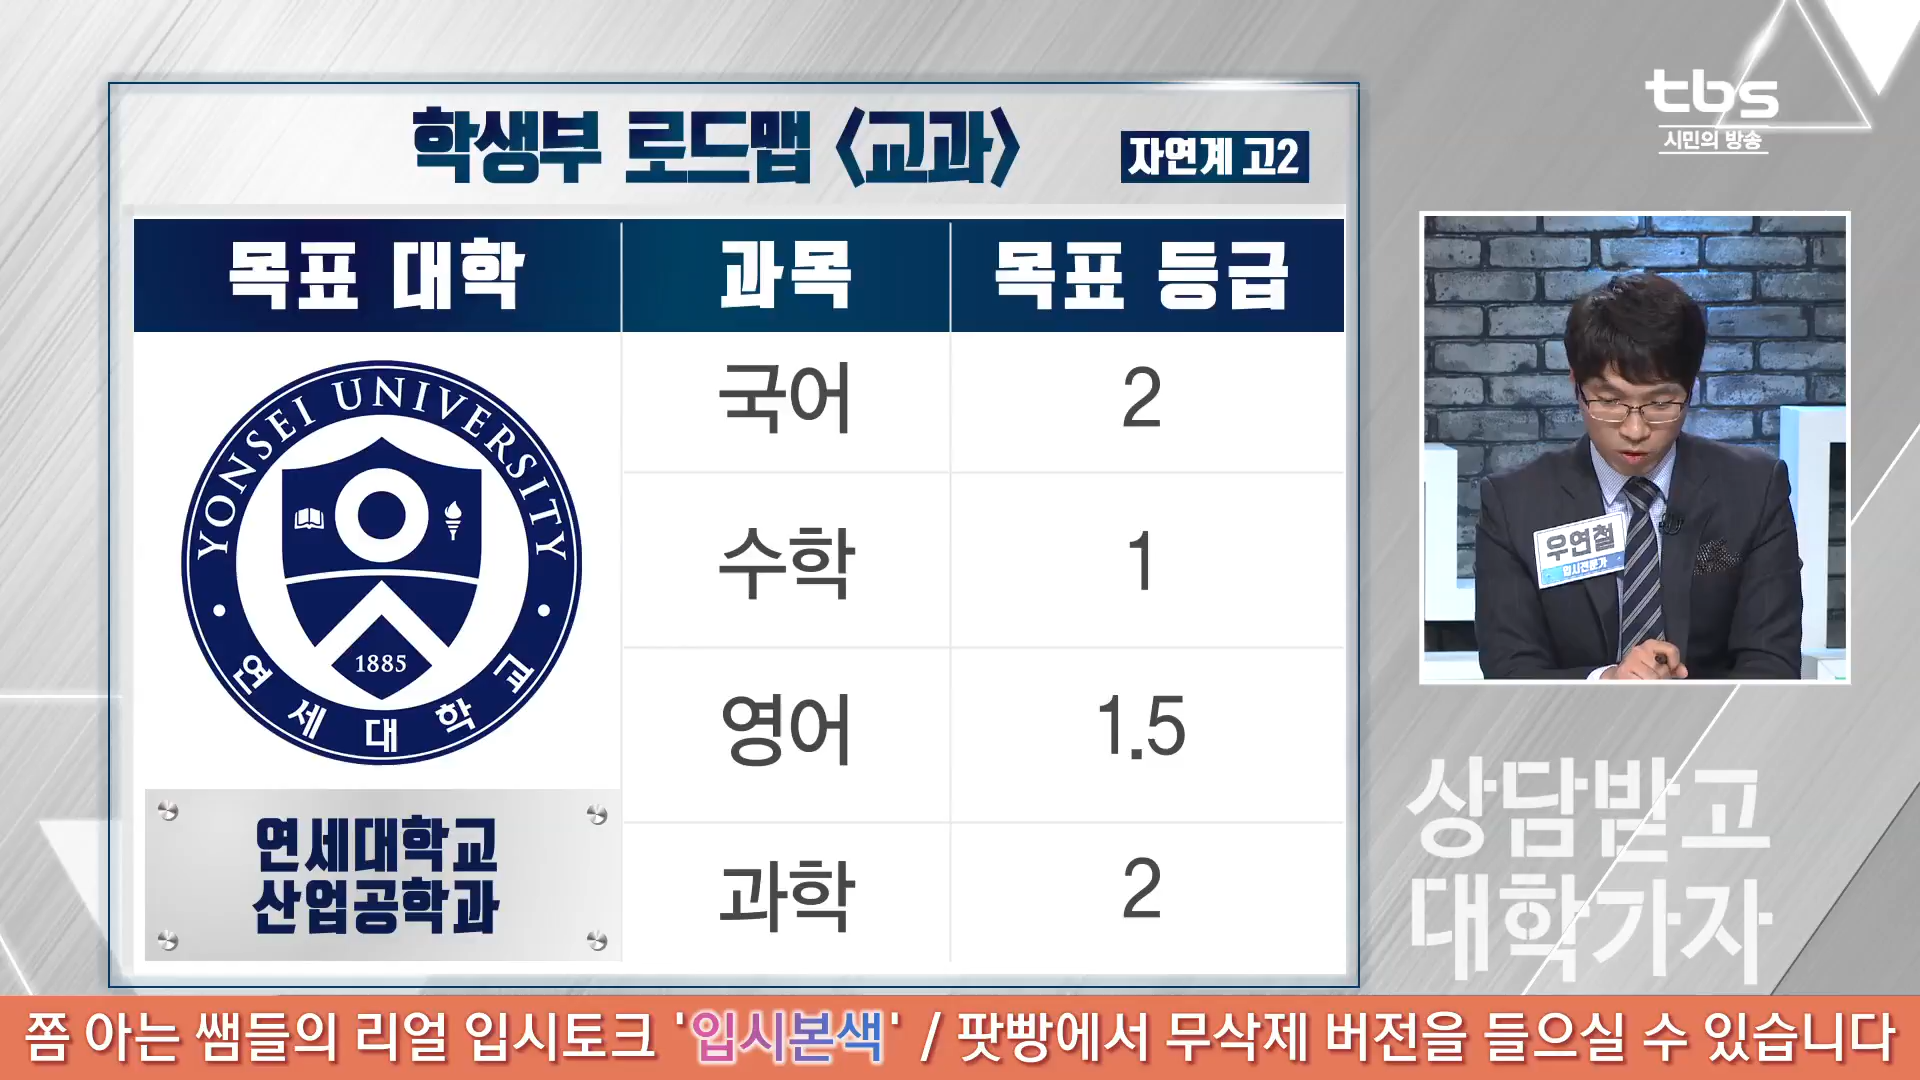 학생부 로드맵 <교과>
자연계 고2
tbs
시민의 방송
목표 대학
과목
목표 등급
YONSEI UNIVERSITY
1885
연세대학교
연세대학교
산업공학과
국어
2
수학
1
영어
1.5
과학
2
우연철
입시전문가
상담받고
대학가자
쫌 아는 쌤들의 리얼 입시토크 '입시본색' / 팟빵에서 무삭제 버전을 들으실 수 있습니다